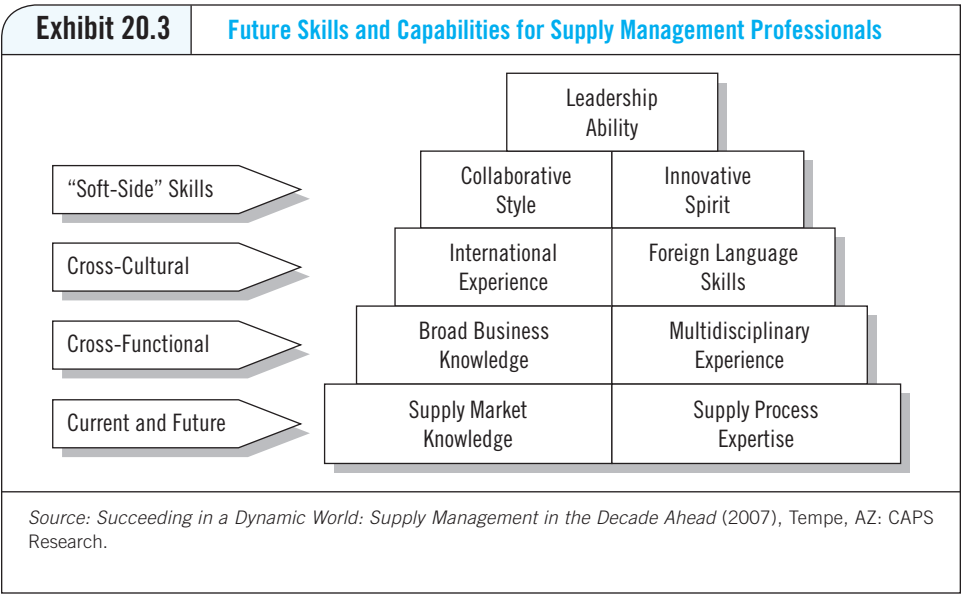 Exhibit 20.3
Future Skills and Capabilities for Supply Management Professionals
Leadership
Ability
“Soft-Side” Skills
Collaborative
Style
Innovative
Spirit
Cross-Cultural
International
Experience
Foreign Language
Skills
Cross-Functional
Broad Business
Knowledge
Multidisciplinary
Experience
Current and Future
Supply Market
Knowledge
Supply Process
Expertise
Source: Succeeding in a Dynamic World: Supply Management in the Decade Ahead (2007), Tempe, AZ: CAPS
Research.